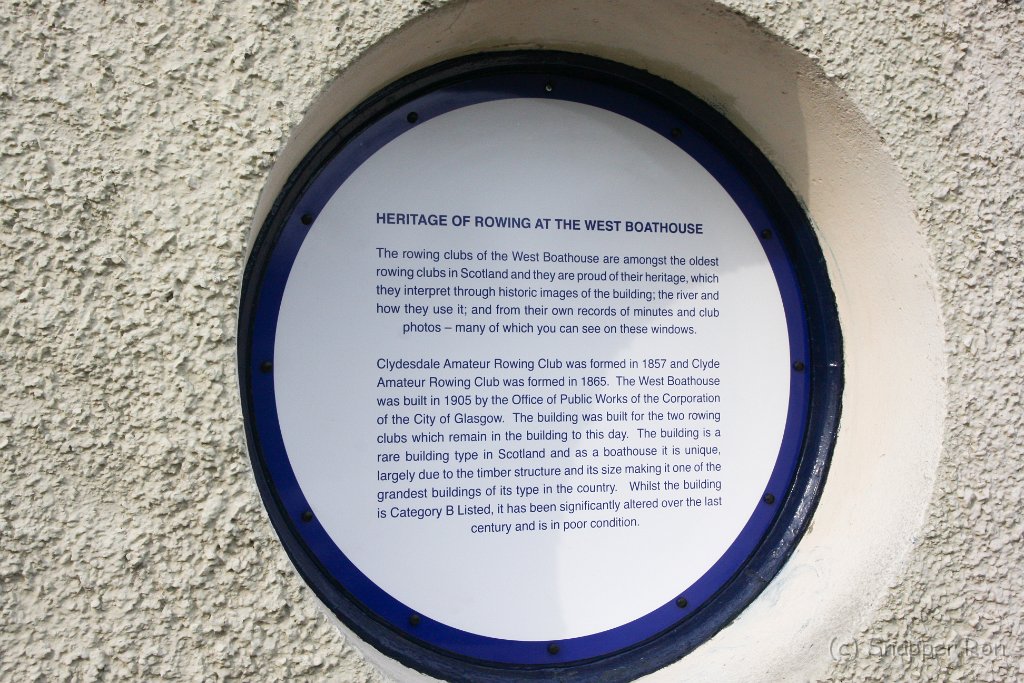 HERITAGE OF ROWING AT THE WEST BOATHOUSE
The rowing clubs of the West Boathouse are amongst the oldest
rowing clubs in Scotland and they are proud of their heritage, which
they interpret through historic images of the building; the river and
how they use it; and from their own records of minutes and club
photos – many of which you can see on these windows.
Clydesdale Amateur Rowing Club was formed in 1857 and Clyde
Amateur Rowing Club was formed in 1865. The West Boathouse
was built in 1905 by the Office of Public Works of the Corporation
of the City of Glasgow. The building was built for the two rowing
clubs which remain in the building to this day. The building is a
rare building type in Scotland and as a boathouse it is unique,
largely due to the timber structure and its size making it one of the
grandest buildings of its type in the country. Whilst the building
is Category B Listed, it has been significantly altered over the last
century and is in poor condition.
(c) Snapper Ron